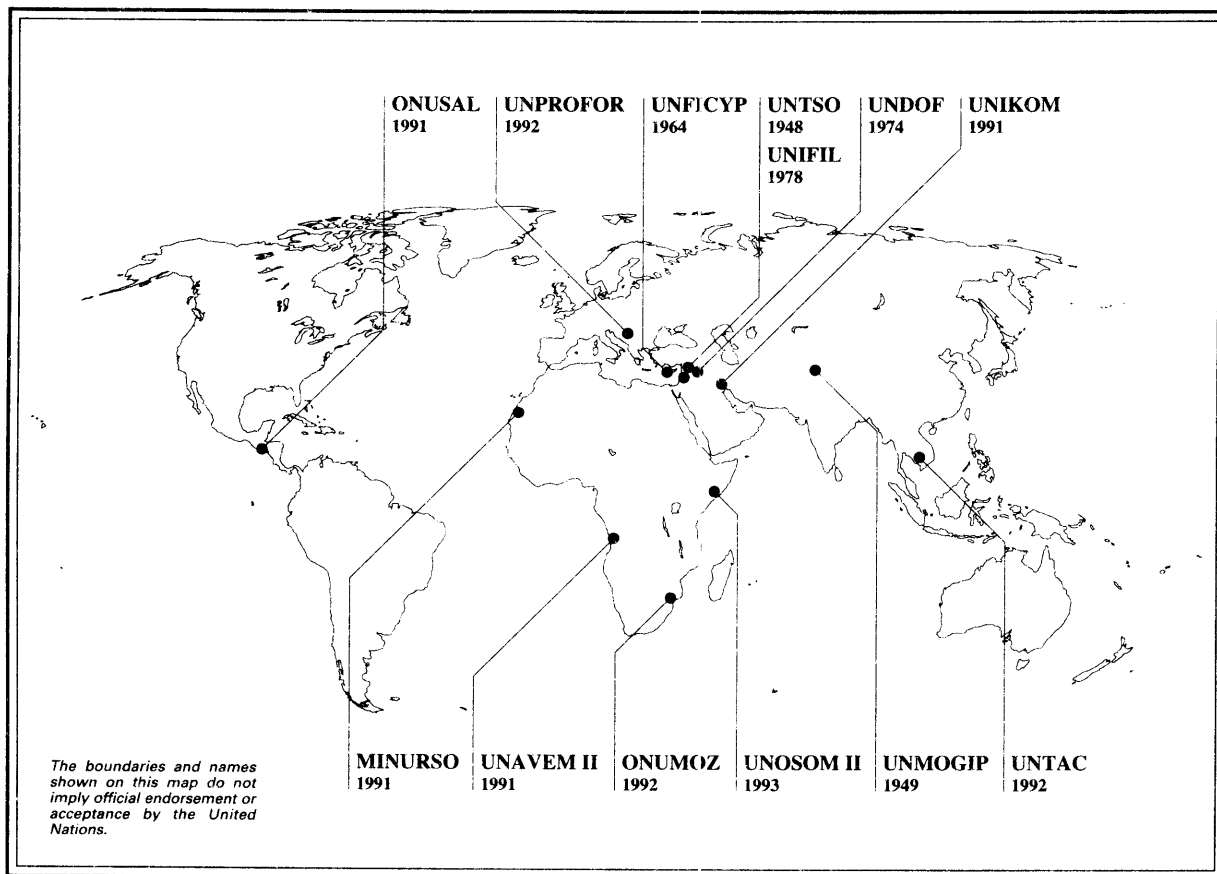 ONUSAL
1991
UNPROFOR
1992
UNFICYP
1964
UNTSO
1948
UNIFIL
1978
UNDOF
1974
UNIKOM
1991
MINURSO
1991
UNAVEM II
1991
ONUMOZ
1992
UNOSOM II
1993
UNMOGIP
1949
UNTAC
1992
The boundaries and names
shown on this map do not
imply official endorsement or
acceptance by the United
Nations.